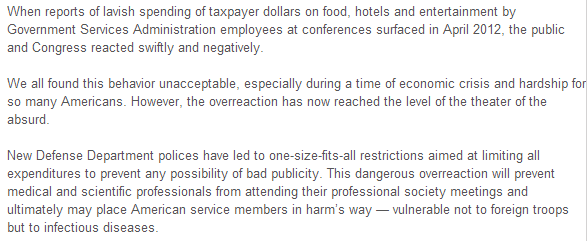 When reports of lavish spending of taxpayer dollars on food, hotels and entertainment by
Government Services Administration employees at conferences surfaced in April 2012, the public
and Congress reacted swiftly and negatively.
We all found this behavior unacceptable, especially during a time of economic crisis and hardship for
so many Americans. However, the overreaction has now reached the level of the theater of the
absurd.
New Defense Department polices have led to one-size-fits-all restrictions aimed at limiting all
expenditures to prevent any possibility of bad publicity. This dangerous overreaction will prevent
medical and scientific professionals from attending their professional society meetings and
ultimately may place American service members in harm’s way — vulnerable not to foreign troops
but to infectious diseases.